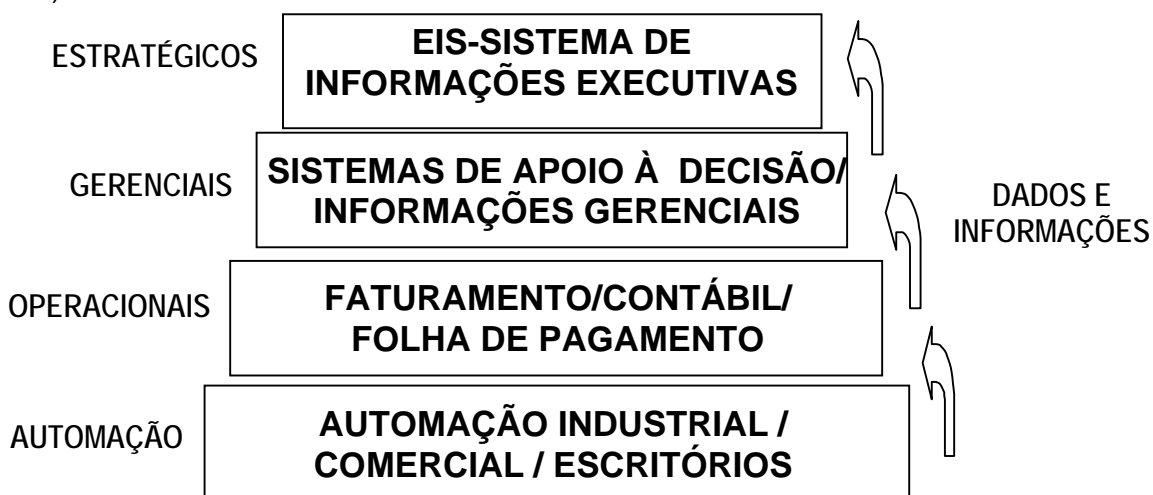 ESTRATÉGICOS
EIS-SISTEMA DE
INFORMAÇÕES EXECUTIVAS
GERENCIAIS
SISTEMAS DE APOIO À DECISÃO/
INFORMAÇÕES GERENCIAIS
DADOS E
INFORMAÇÕES
OPERACIONAIS
FATURAMENTO/CONTÁBIL/
FOLHA DE PAGAMENTO
AUTOMAÇÃO
AUTOMAÇÃO INDUSTRIAL /
COMERCIAL / ESCRITÓRIOS